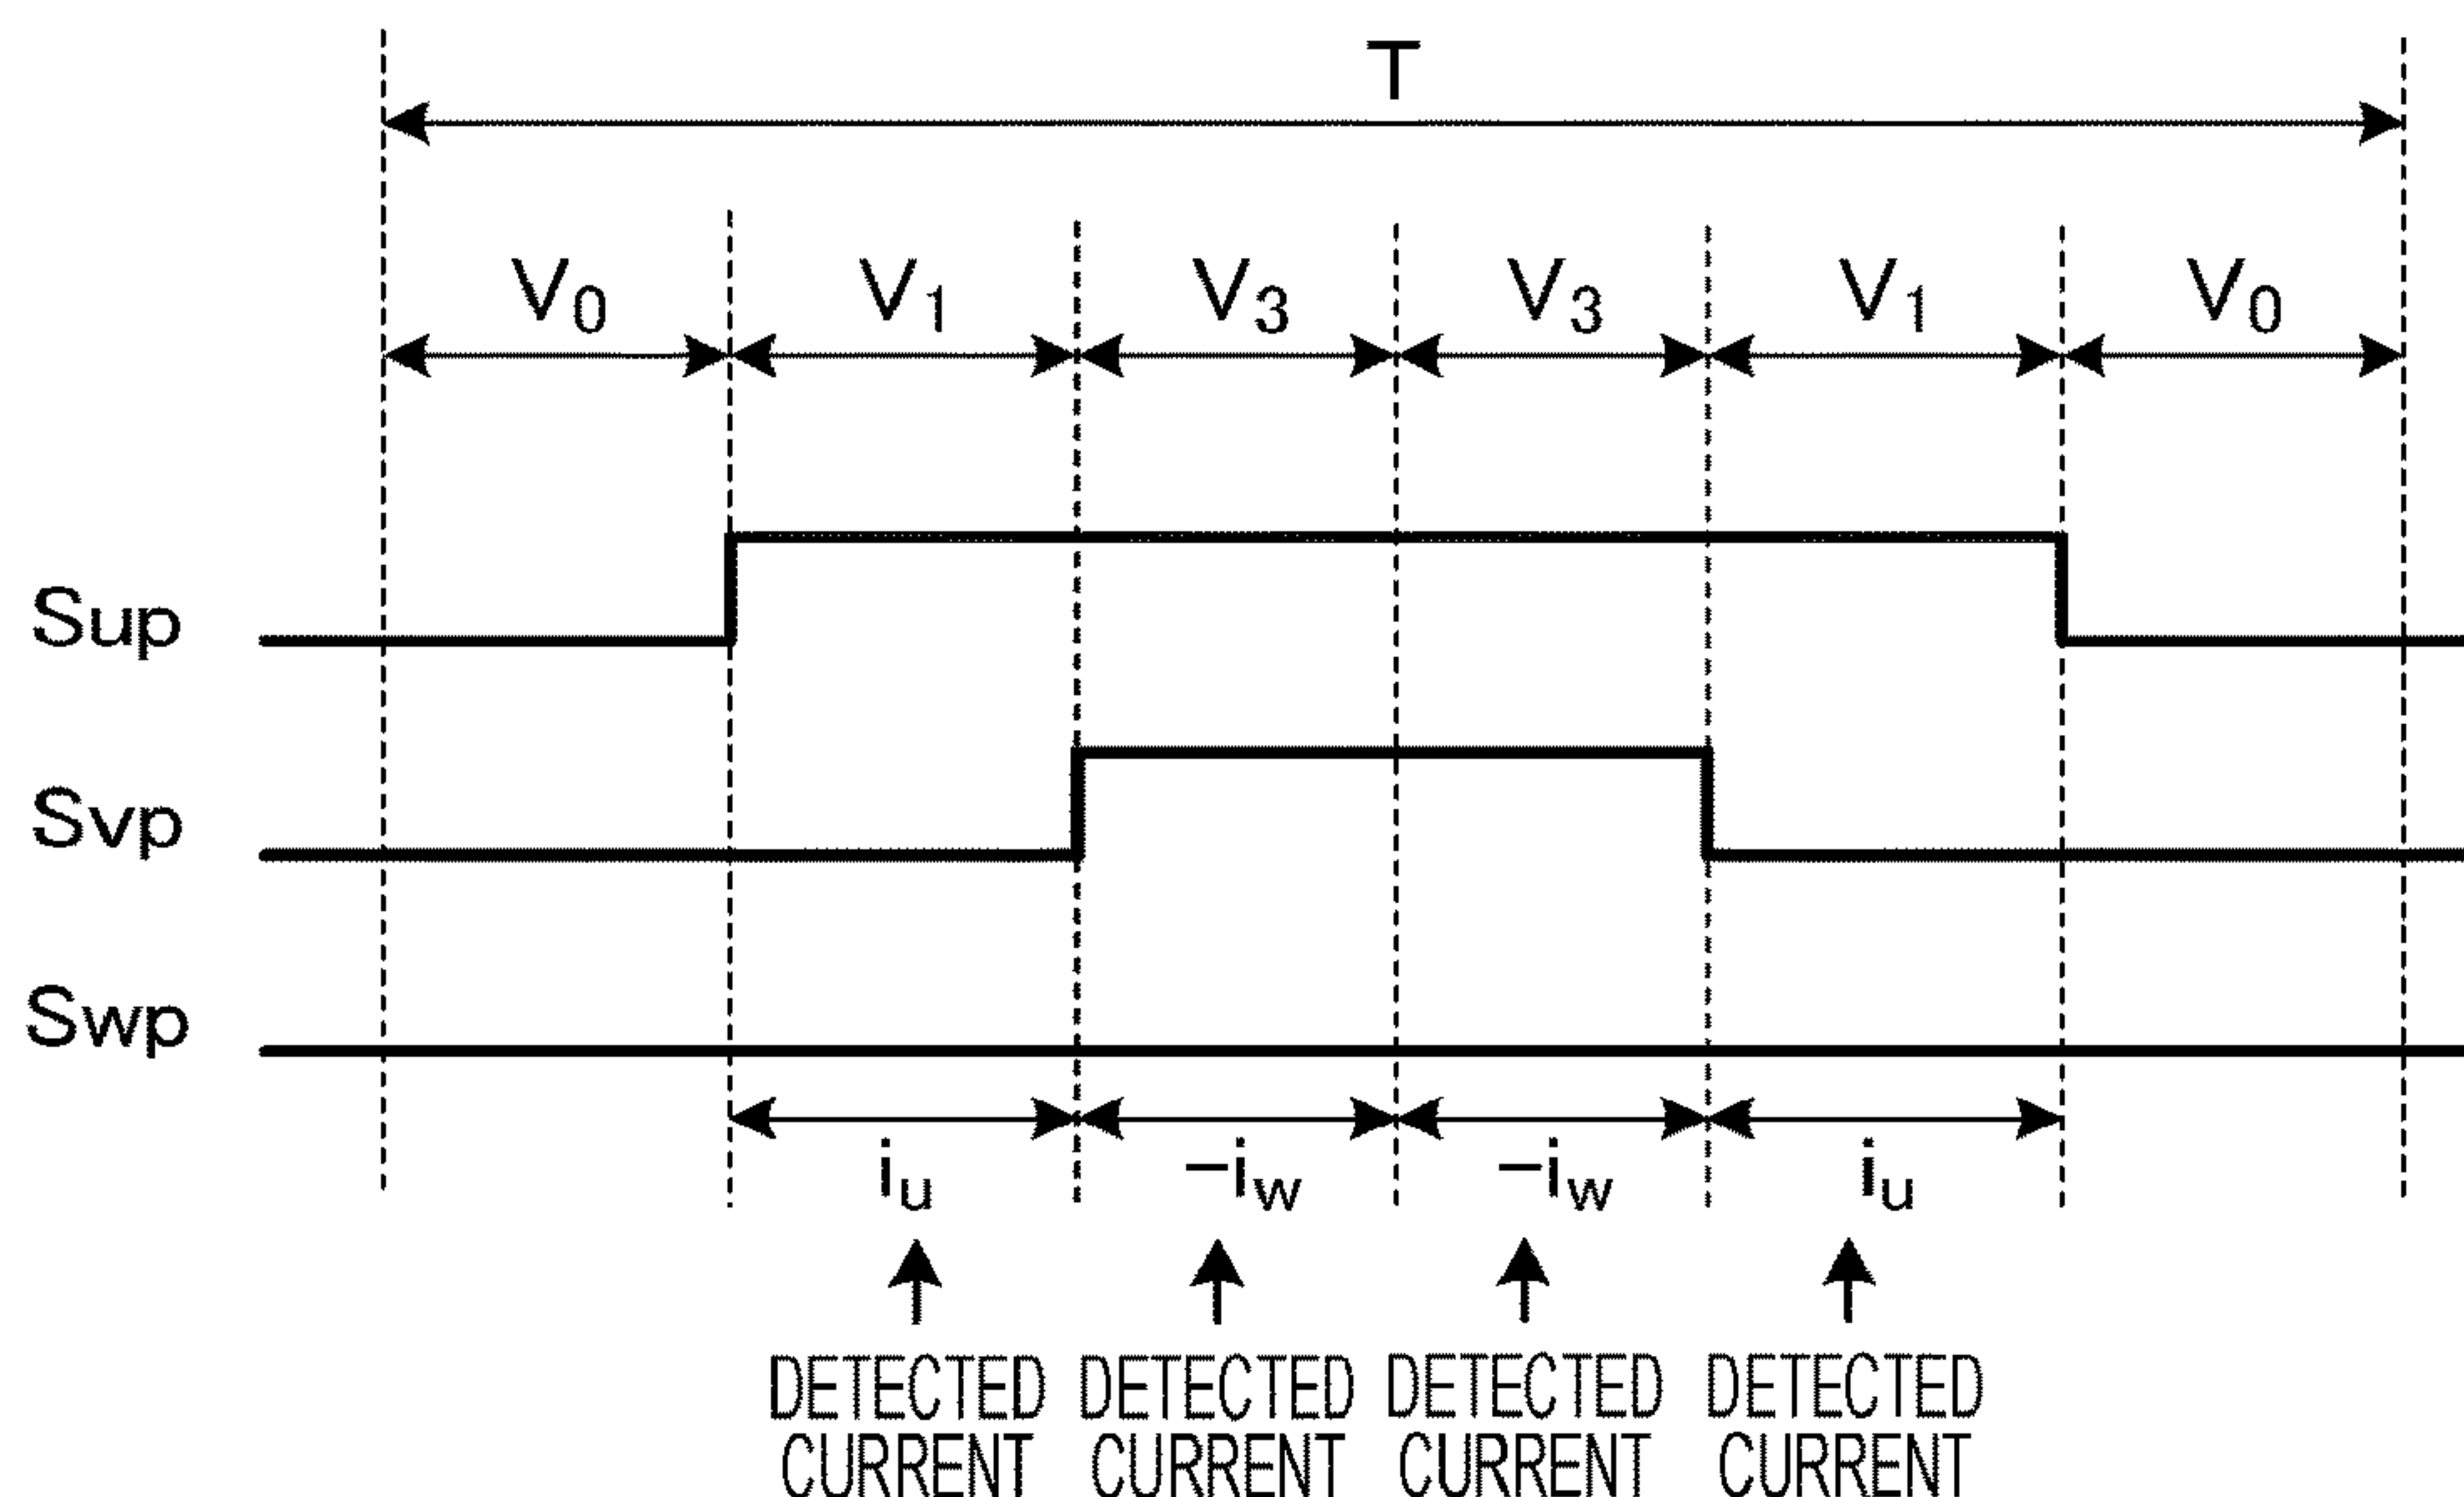 T
V0 V1 V3 V3 V1 V0
Sup
Svp
Swp
iu −iw −iw iu
DETECTED DETECTED DETECTED DETECTED
CURRENT CURRENT CURRENT CURRENT